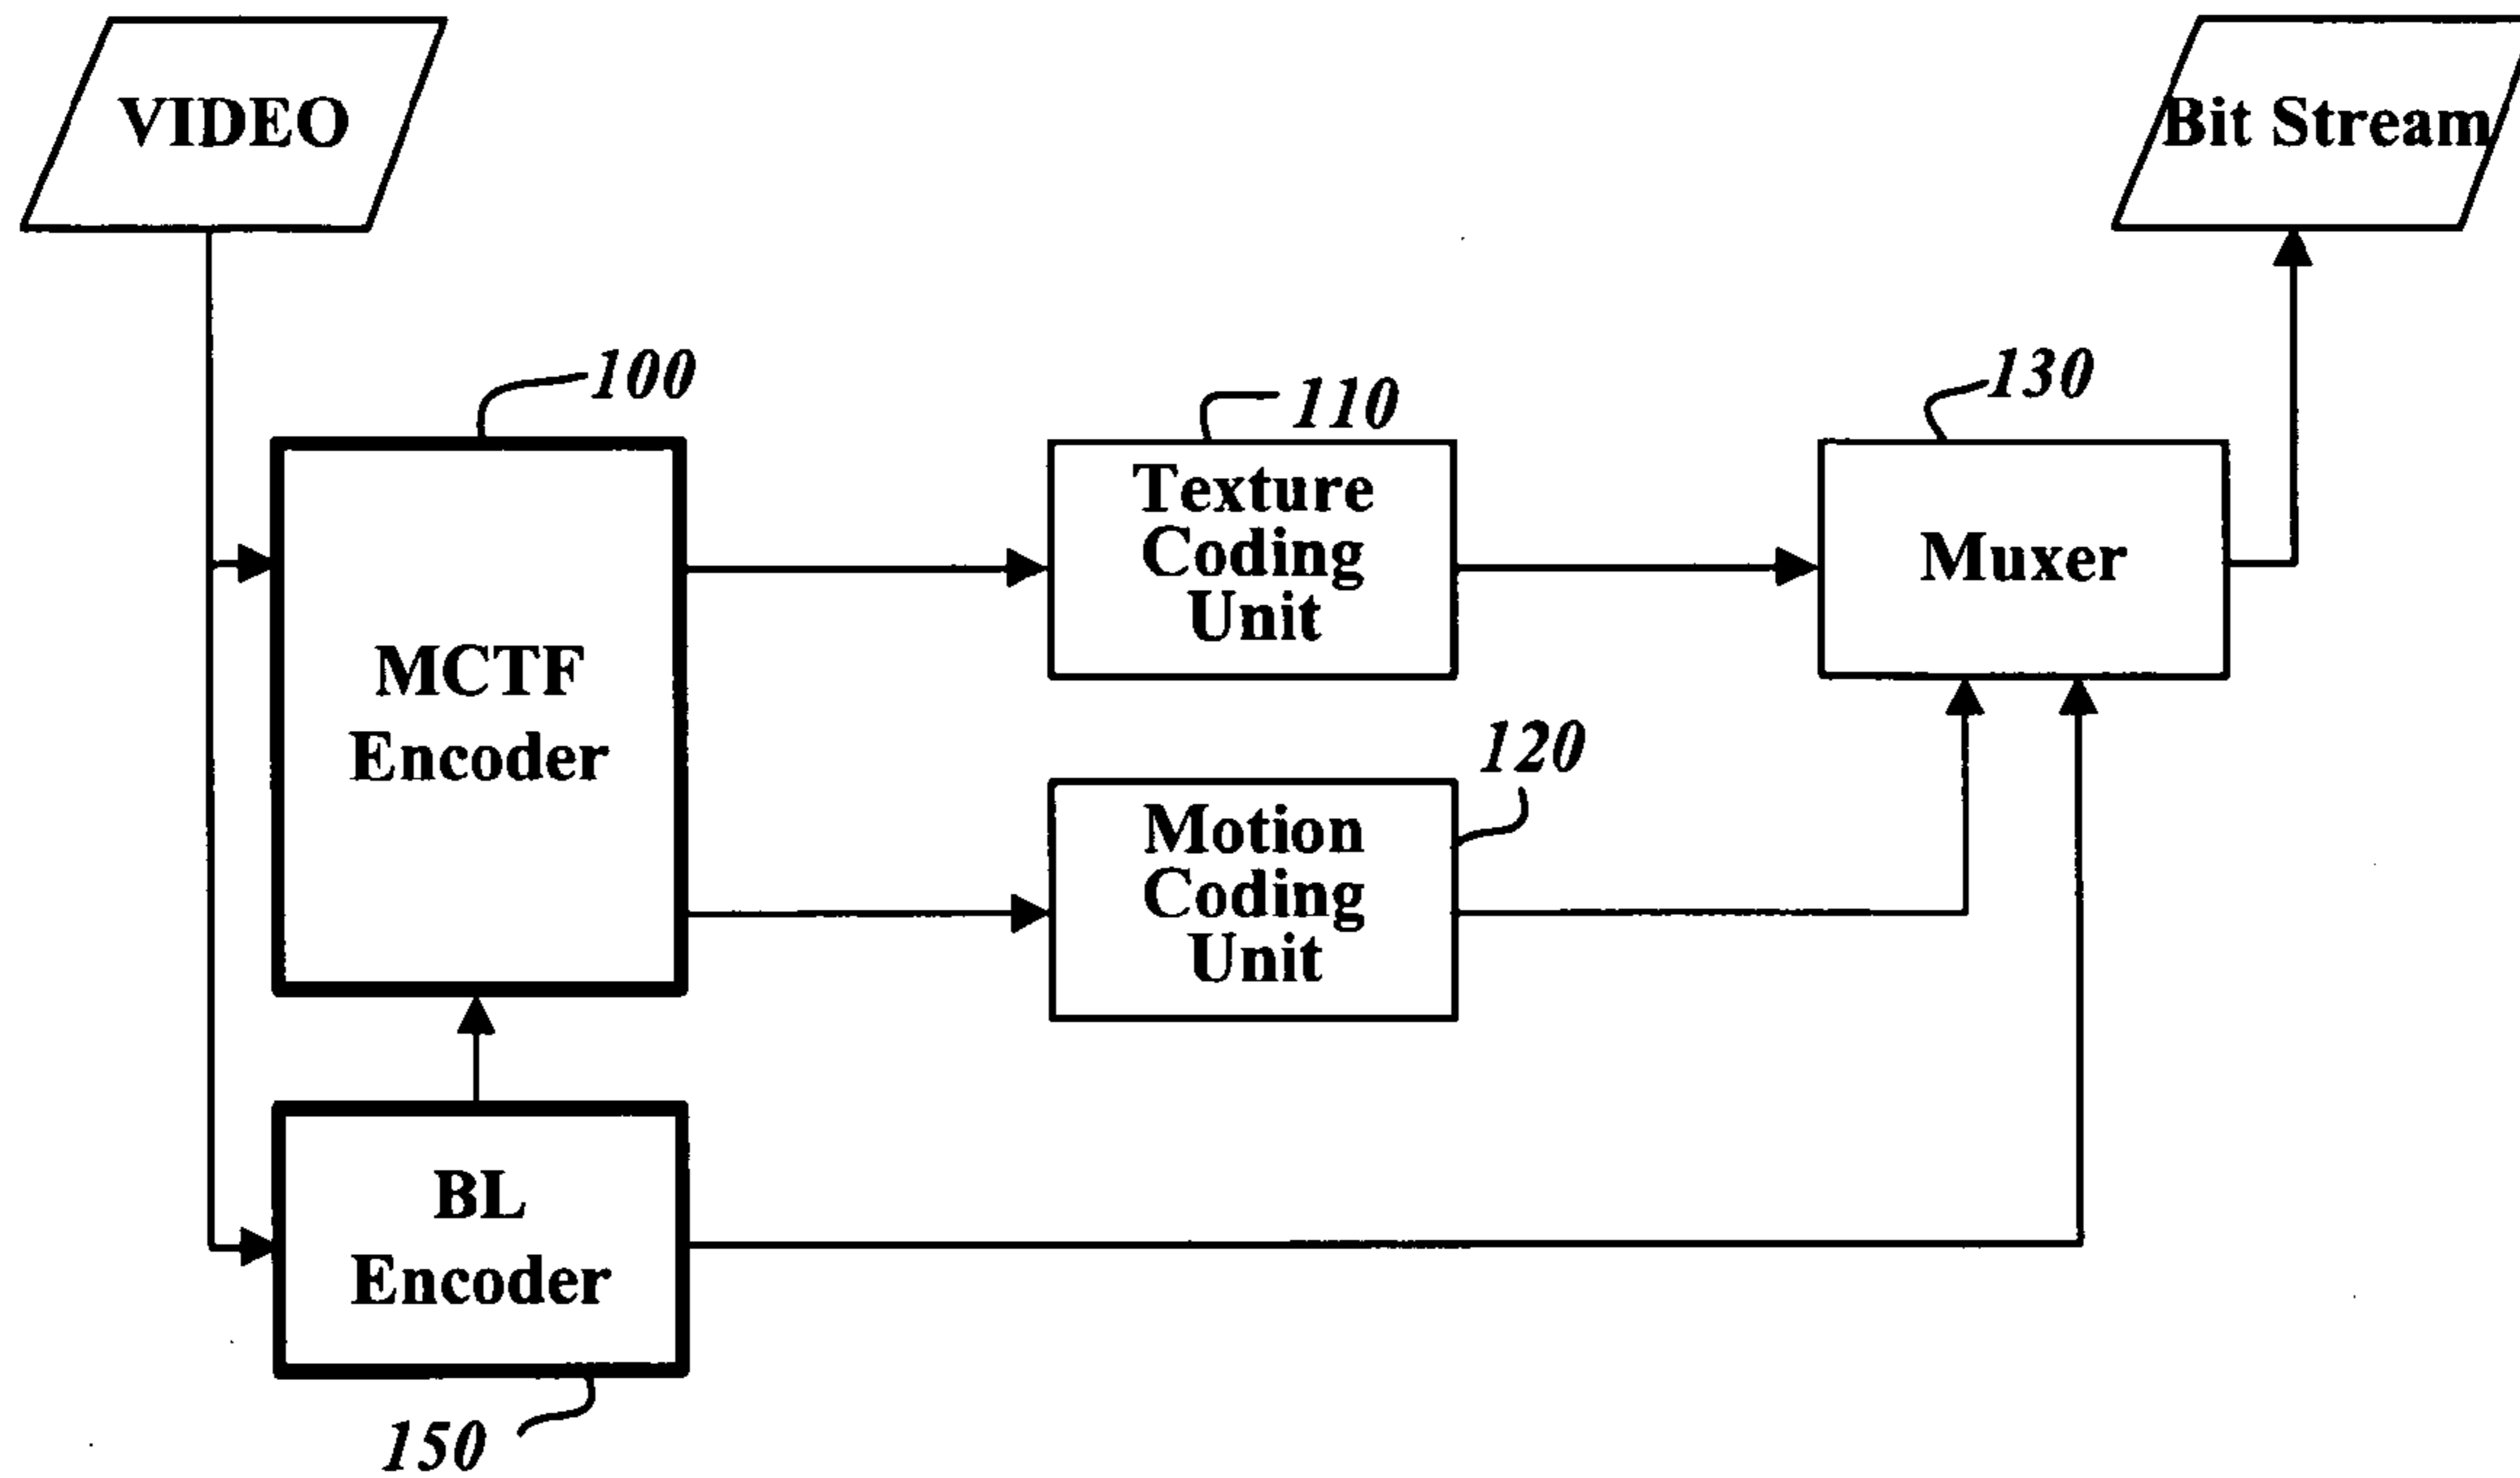 VIDEO
Bit Stream
100
110
130
Texture
Coding
Unit
Muxer
MCTF
Encoder
120
Motion
Coding
Unit
BL
Encoder
150